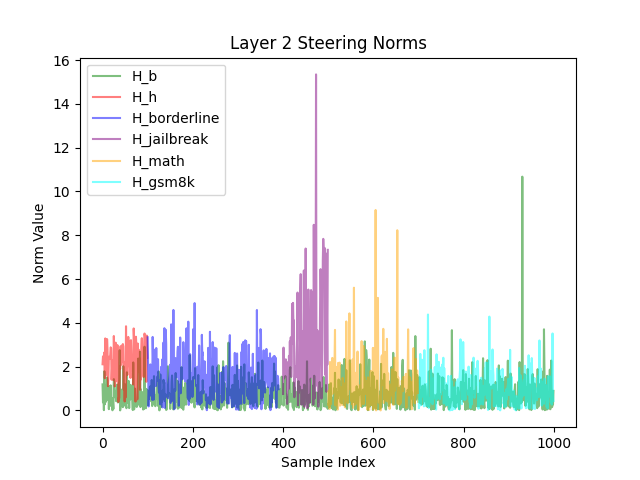 Layer 2 Steering Norms
16
14
12
10
8
6
4
2
0
Norm Value
H_b
H_h
H_borderline
H_jailbreak
H_math
H_gsm8k
0
200
400
600
800
1000
Sample Index